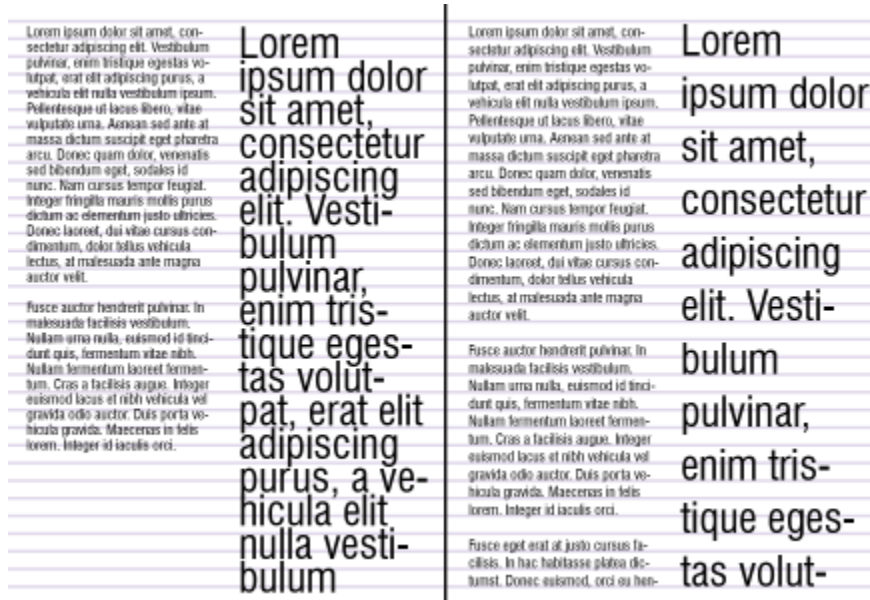 Lorem ipsum dolor sit amet, con-
sectetur adipiscing elit. Vestibulum
pulvinar, enim tristique egestas vo-
lutpat, erat elit adipiscing purus, a
vehicula elit nulla vestibulum ipsum.
Pellentesque ut lacus libero, vitae
vulputate urna. Aenean sed ante at
massa dictum suscipit eget pharetra
arcu. Donec quam dolor, venenatis
sed bibendum eget, sodales id
nunc. Nam cursus tempor feugiat.
Integer fringilla mauris mollis purus
dictum ac elementum justo ultricies.
Donec laoreet, dui vitae cursus con-
dimentum, dolor tellus vehicula
lectus, at malesuada ante magna
auctor velit.
Fusce auctor hendrerit pulvinar. In
malesuada facilisis vestibulum.
Nullam urna nulla, euismod id tinci-
dunt quis, fermentum vitae nibh.
Nullam fermentum laoreet fermen-
tum. Cras a facilisis augue. Integer
euismod lacus et nibh vehicula vel
gravida odio auctor. Duis porta ve-
hicula gravida. Maecenas in felis
lorem. Integer id iaculis orci.
Lorem
ipsum dolor
sit amet,
consectetur
adipiscing
elit. Vesti-
bulum
pulvinar,
enim tris-
tique eges-
tas volut-
pat, erat elit
adipiscing
purus, a ve-
hicula elit
nulla vesti-
bulum
Lorem ipsum dolor sit amet, con-
sectetur adipiscing elit. Vestibulum
pulvinar, enim tristique egestas vo-
lutpat, erat elit adipiscing purus, a
vehicula elit nulla vestibulum ipsum.
Pellentesque ut lacus libero, vitae
vulputate urna. Aenean sed ante at
massa dictum suscipit eget pharetra
arcu. Donec quam dolor, venenatis
sed bibendum eget, sodales id
nunc. Nam cursus tempor feugiat.
Integer fringilla mauris mollis purus
dictum ac elementum justo ultricies.
Donec laoreet, dui vitae cursus con-
dimentum, dolor tellus vehicula
lectus, at malesuada ante magna
auctor velit.
Fusce auctor hendrerit pulvinar. In
malesuada facilisis vestibulum.
Nullam urna nulla, euismod id tinci-
dunt quis, fermentum vitae nibh.
Nullam fermentum laoreet fermen-
tum. Cras a facilisis augue. Integer
euismod lacus et nibh vehicula vel
gravida odio auctor. Duis porta ve-
hicula gravida. Maecenas in felis
lorem. Integer id iaculis orci.
Fusce eget erat at justo cursus fa-
cilisis. In hac habitasse platea dic-
tumst. Donec euismod, orci eu hen-
Lorem
ipsum dolor
sit amet,
consectetur
adipiscing
elit. Vesti-
bulum
pulvinar,
enim tris-
tique eges-
tas volut-